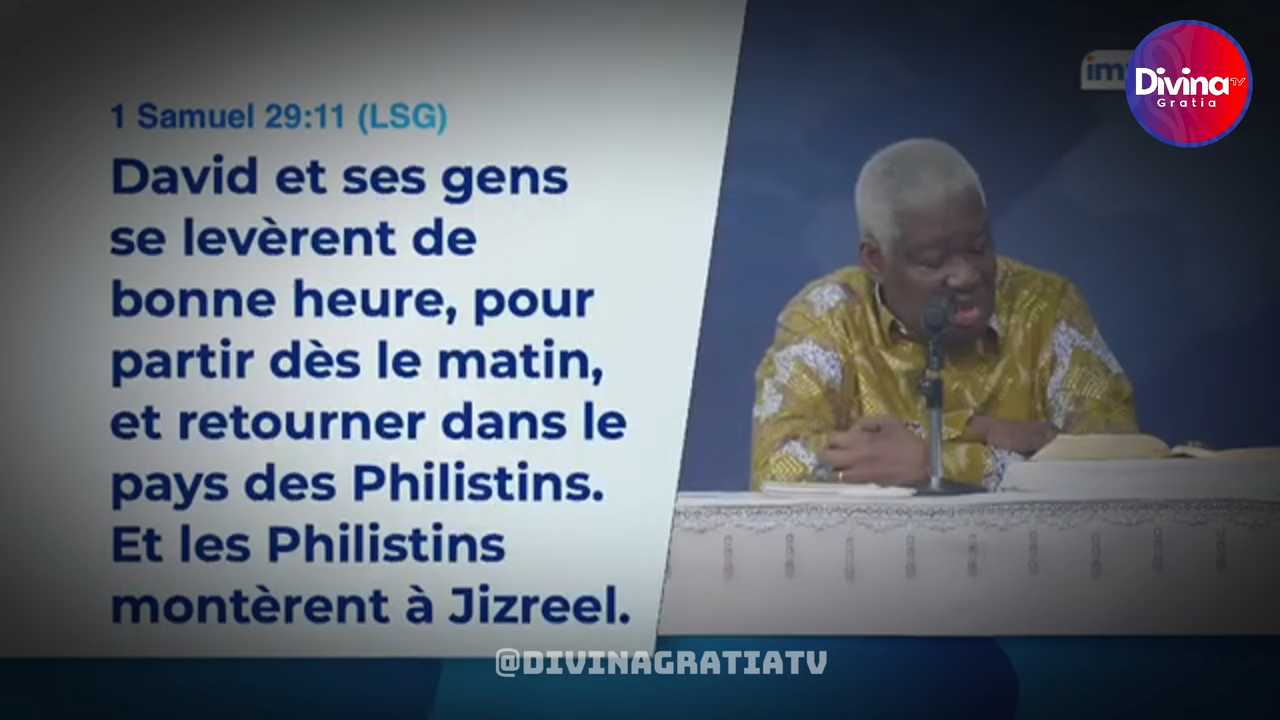 1 Samuel 29:11 (LSG)
David et ses gens
se levèrent de
bonne heure, pour
partir dès le matin,
et retourner dans le
pays des Philistins.
Et les Philistins
montèrent à Jizreel.
Divina TV
Gratia
@DIVINAGRATIATV